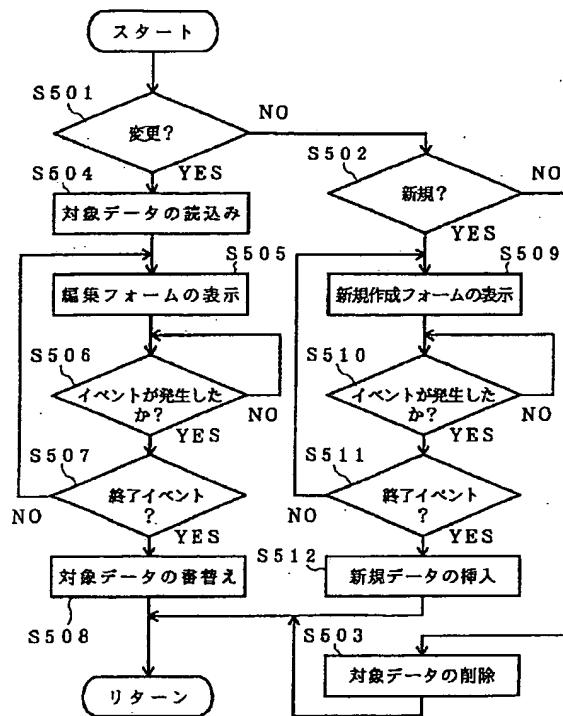 スタート
S501
変更?
NO
YES
S502
新規?
NO
YES
S504
対象データの読込み
S505
編集フォームの表示
S509
新規作成フォームの表示
S506
イベントが発生した
か?
NO
YES
S510
イベントが発生した
か?
NO
YES
S507
終了イベント
?
NO
YES
S511
終了イベント
?
NO
YES
対象データの書替え
S508
S512
新規データの挿入
S503
対象データの削除
リターン